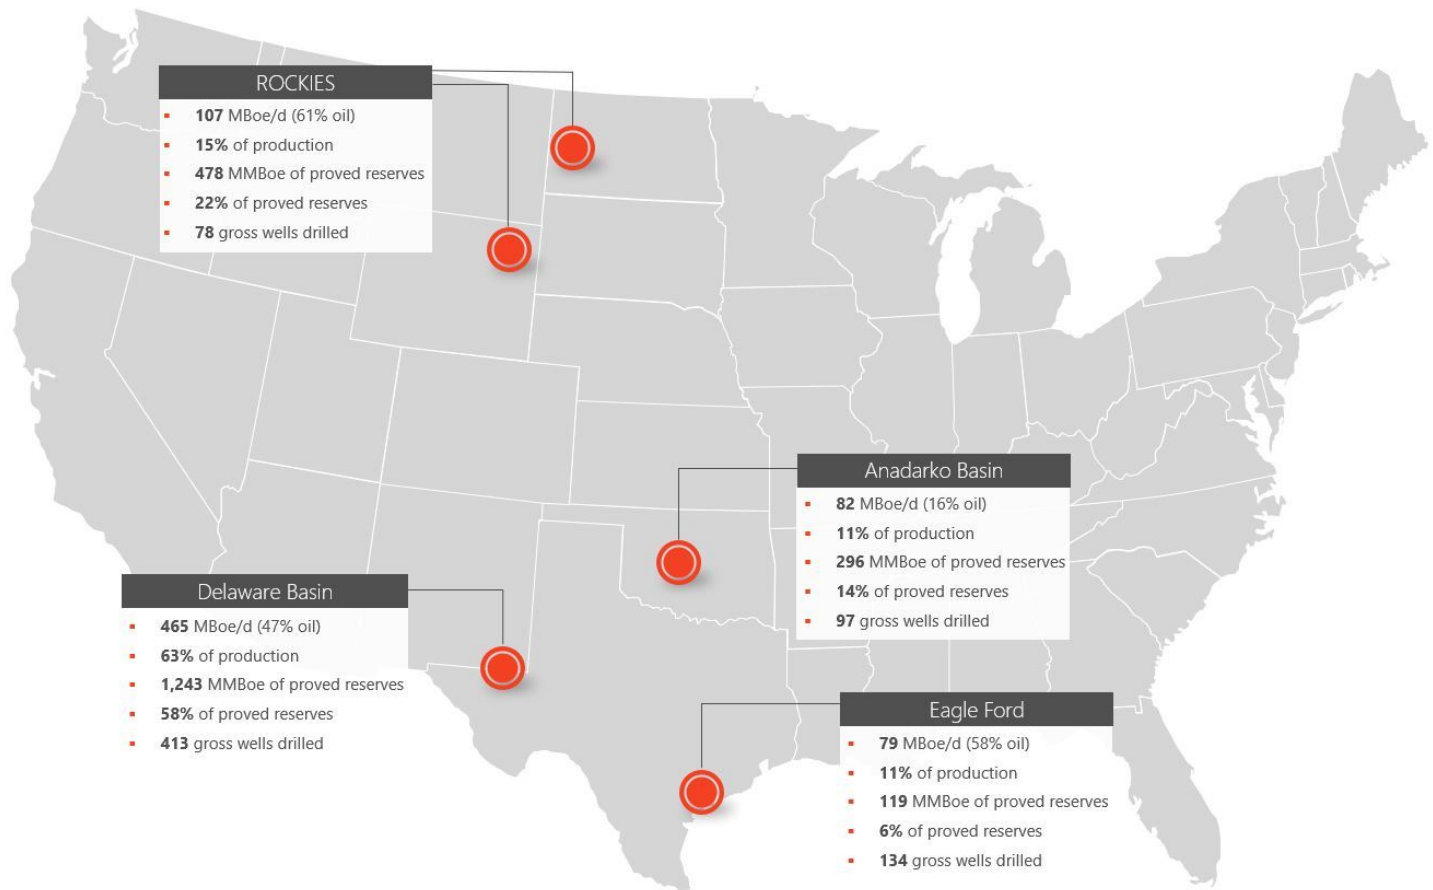 ROCKIES
▪ 107 MBoe/d (61% oil)
▪ 15% of production
▪ 478 MMBoe of proved reserves
▪ 22% of proved reserves
▪ 78 gross wells drilled
Anadarko Basin
▪ 82 MBoe/d (16% oil)
▪ 11% of production
▪ 296 MMBoe of proved reserves
▪ 14% of proved reserves
▪ 97 gross wells drilled
Delaware Basin
▪ 465 MBoe/d (47% oil)
▪ 63% of production
▪ 1,243 MMBoe of proved reserves
▪ 58% of proved reserves
▪ 413 gross wells drilled
Eagle Ford
▪ 79 MBoe/d (58% oil)
▪ 11% of production
▪ 119 MMBoe of proved reserves
▪ 6% of proved reserves
▪ 134 gross wells drilled